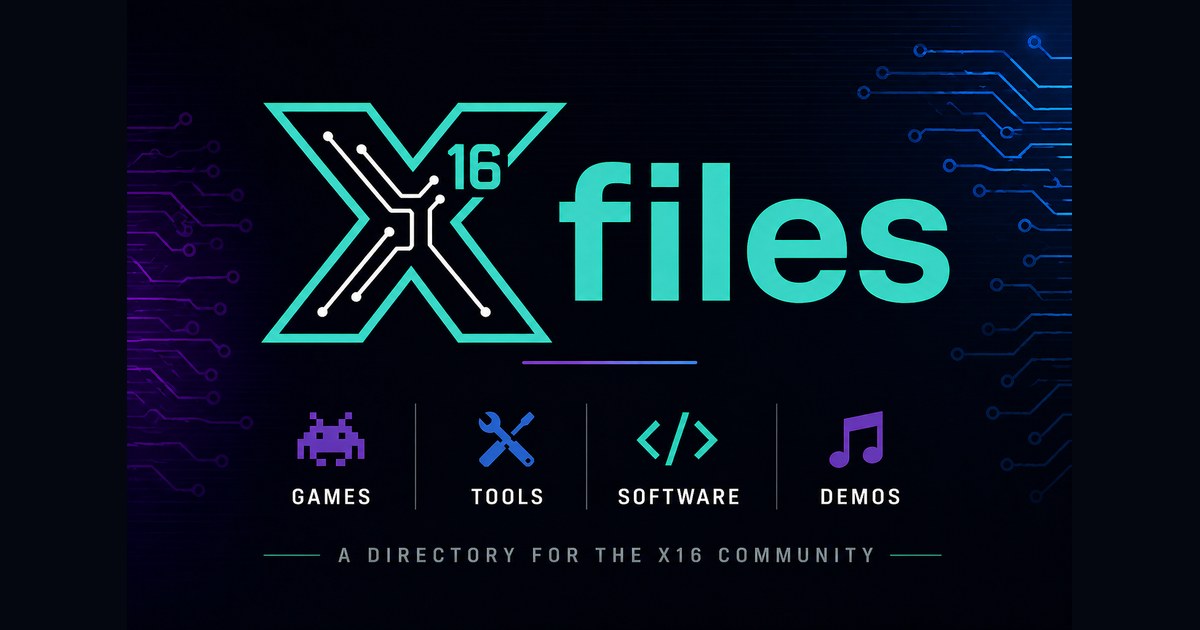 X16 files
GAMES TOOLS SOFTWARE DEMOS
A DIRECTORY FOR THE X16 COMMUNITY